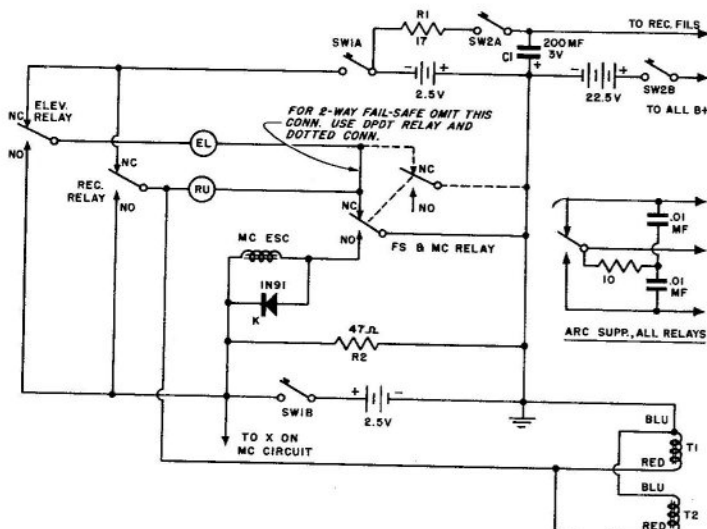 R1
17
SW2A
TO REC. FILS
SW1A
200MF
3V
C1
+
- +
2.5V
- +
22.5V
SW2B
TO ALL B+
NC
ELEV.
RELAY
NO
FOR 2-WAY FAIL-SAFE OMIT THIS
CONN. USE DPDT RELAY AND
DOTTED CONN.
EL
NC
REC.
RELAY
NO
RU
NC
NO
NC
NO
FS & MC RELAY
MC ESC
1N91
K
47Ω
R2
.01
MF
10
.01
MF
ARC SUPP., ALL RELAYS
SW1B
+ -
2.5V
TO X ON
MC CIRCUIT
BLU
T1
RED
BLU
T2
RED